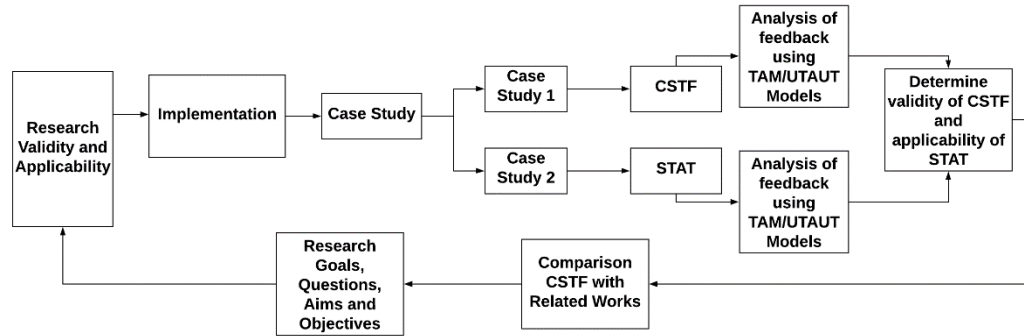 Research
Validity and
Applicability
Implementation
Case Study
Case
Study 1
CSTF
Analysis of
feedback
using
TAM/UTAUT
Models
Case
Study 2
STAT
Analysis of
feedback
using
TAM/UTAUT
Models
Determine
validity of CSTF
and
applicability of
STAT
Comparison
CSTF with
Related Works
Research
Goals,
Questions,
Aims and
Objectives